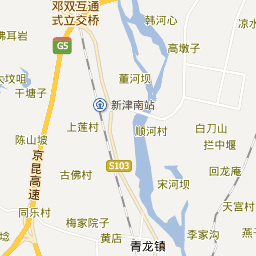 邓双互通
式立交桥
韩河心
凉水
高墩子
佛耳岩
G5
董河坝
坟咀
干塘子
新津南站
上莲村
顺河村
白刀山
拦中堰
陈山坡
S103
京昆高速
回龙庵
古佛村
宋河坝
同乐村
天宫村
梅家院子
黄店
青龙镇
李家沟
埝